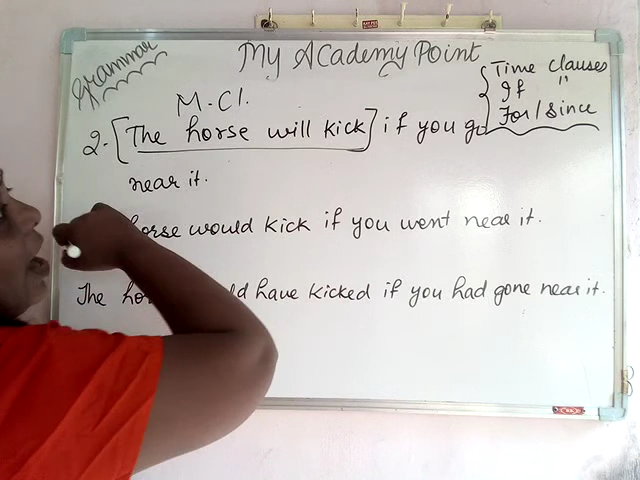 Grammar
My Academy Point
Time clauses
If "
For/since
M.Cl.
2. [The horse will kick] if you go
near it.
horse would kick if you went near it.
The have kicked if you had gone near it.